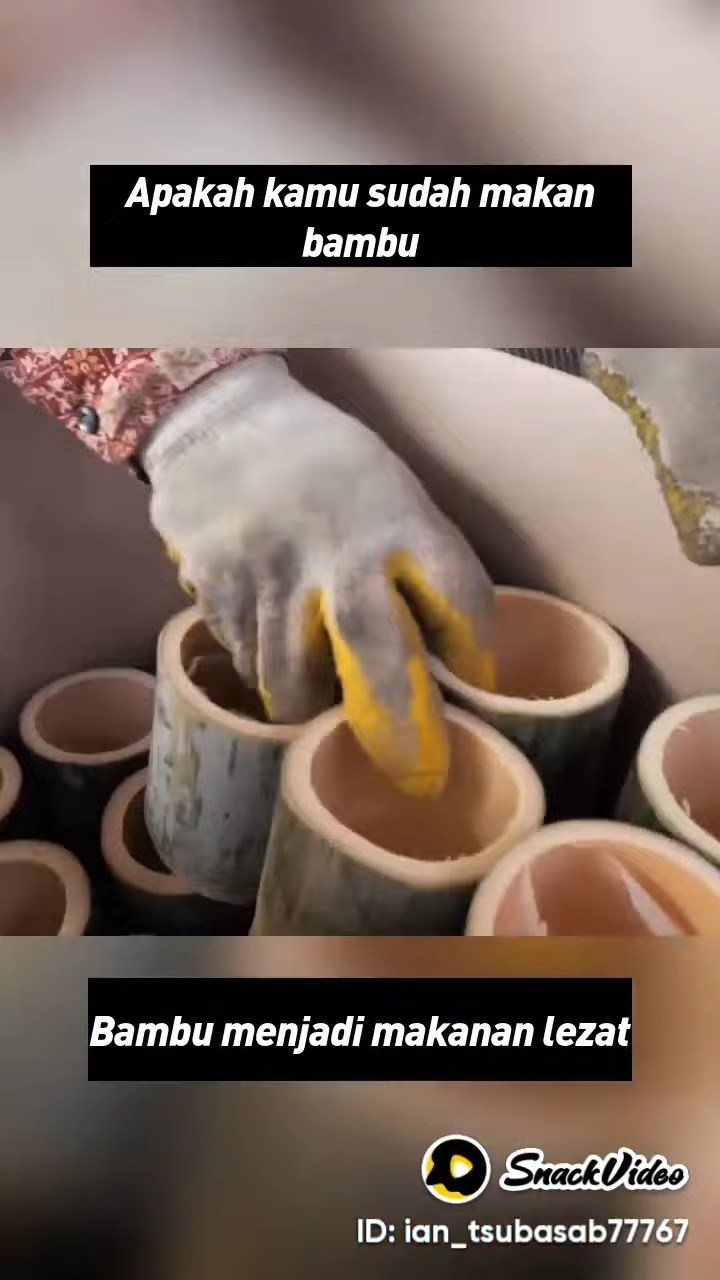 Apakah kamu sudah makan
bambu
Bambu menjadi makanan lezat
SnackVideo
ID: ian_tsubasab77767